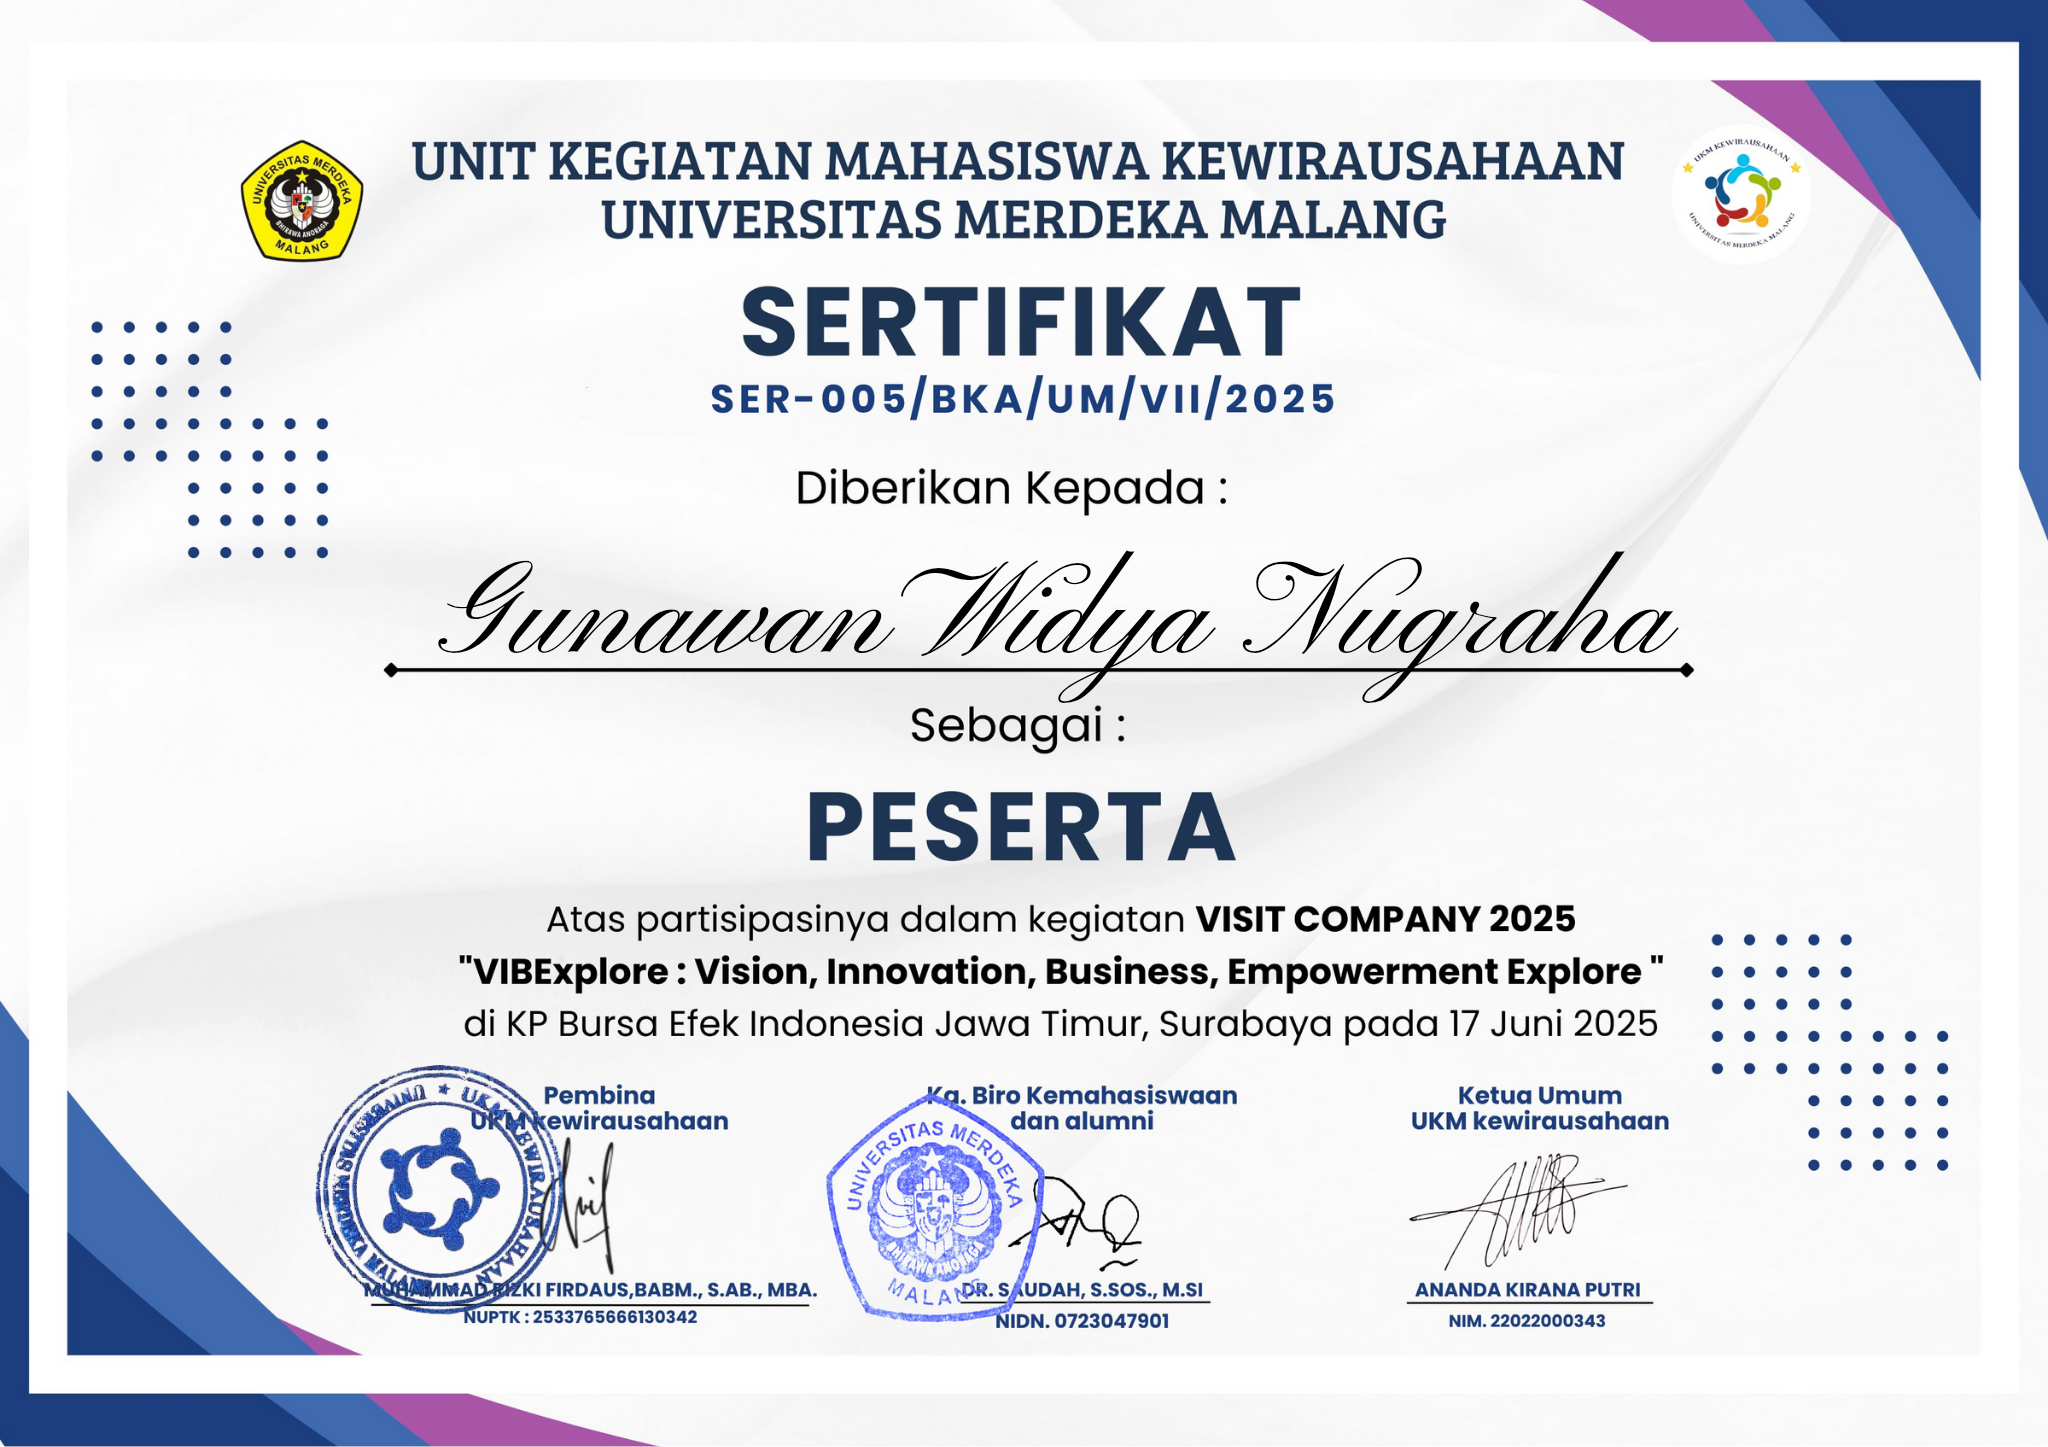 UNIT KEGIATAN MAHASISWA KEWIRAUSAHAAN
UNIVERSITAS MERDEKA MALANG
UNIVERSITAS MERDEKA
BHIRAWA ANORAGA
MALANG
UKM KEWIRAUSAHAAN
UNIVERSITAS MERDEKA MALANG
SERTIFIKAT
SER-005/BKA/UM/VII/2025
Diberikan Kepada :
Gunawan Widya Nugraha
Sebagai :
PESERTA
Atas partisipasinya dalam kegiatan VISIT COMPANY 2025
"VIBExplore : Vision, Innovation, Business, Empowerment Explore "
di KP Bursa Efek Indonesia Jawa Timur, Surabaya pada 17 Juni 2025
Pembina
UKM kewirausahaan
MUHAMMAD RIZKI FIRDAUS,BABM., S.AB., MBA.
NUPTK : 2533765666130342
UKM KEWIRAUSAHAAN
Ka. Biro Kemahasiswaan
dan alumni
UNIVERSITAS MERDEKA
MALANG
DR. SAUDAH, S.SOS., M.SI
NIDN. 0723047901
Ketua Umum
UKM kewirausahaan
ANANDA KIRANA PUTRI
NIM. 22022000343